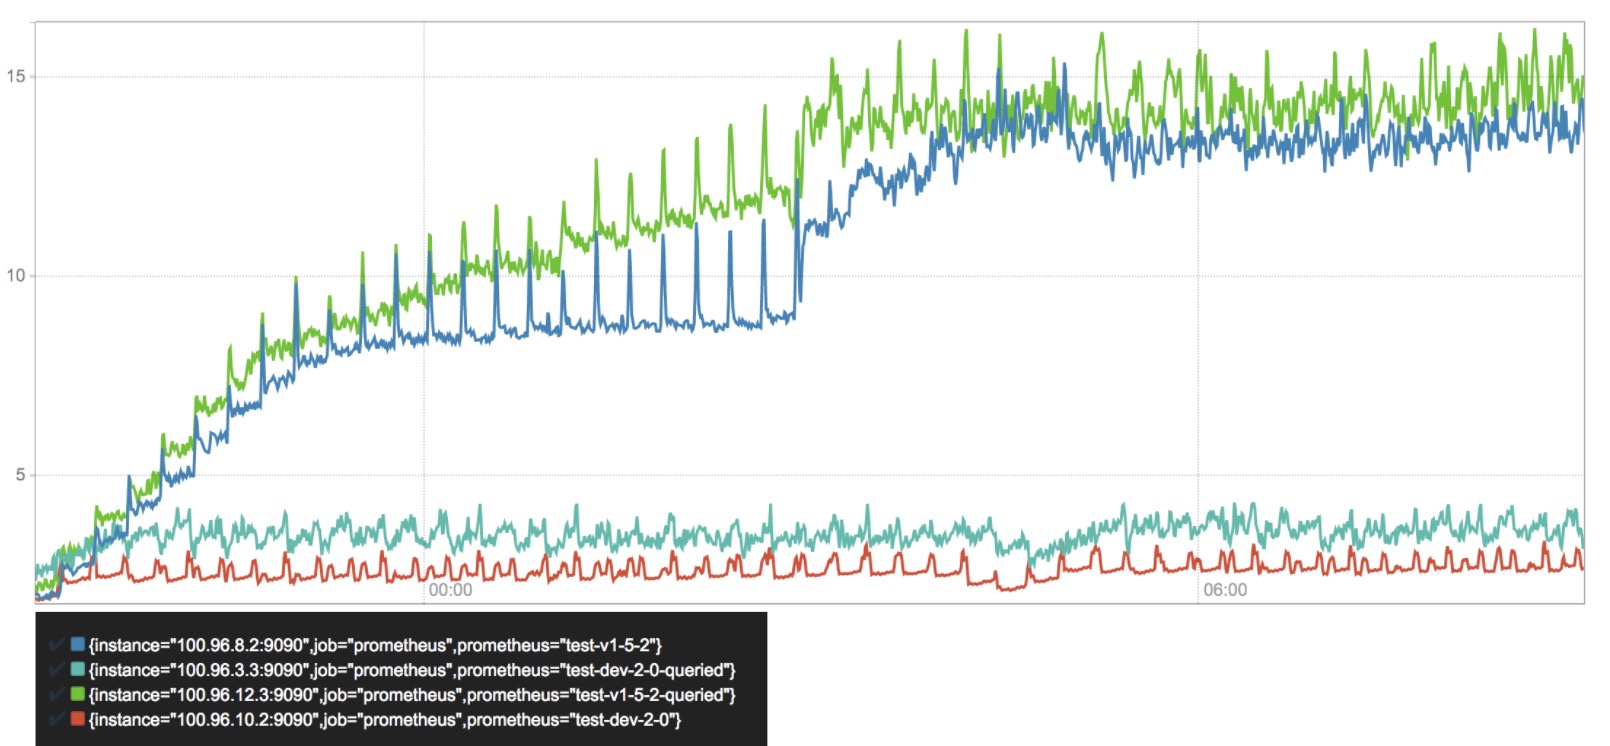 15
10
5
00:00
06:00
{instance="100.96.8.2:9090",job="prometheus",prometheus="test-v1-5-2"}
{instance="100.96.3.3:9090",job="prometheus",prometheus="test-dev-2-0-queried"}
{instance="100.96.12.3:9090",job="prometheus",prometheus="test-v1-5-2-queried"}
{instance="100.96.10.2:9090",job="prometheus",prometheus="test-dev-2-0"}